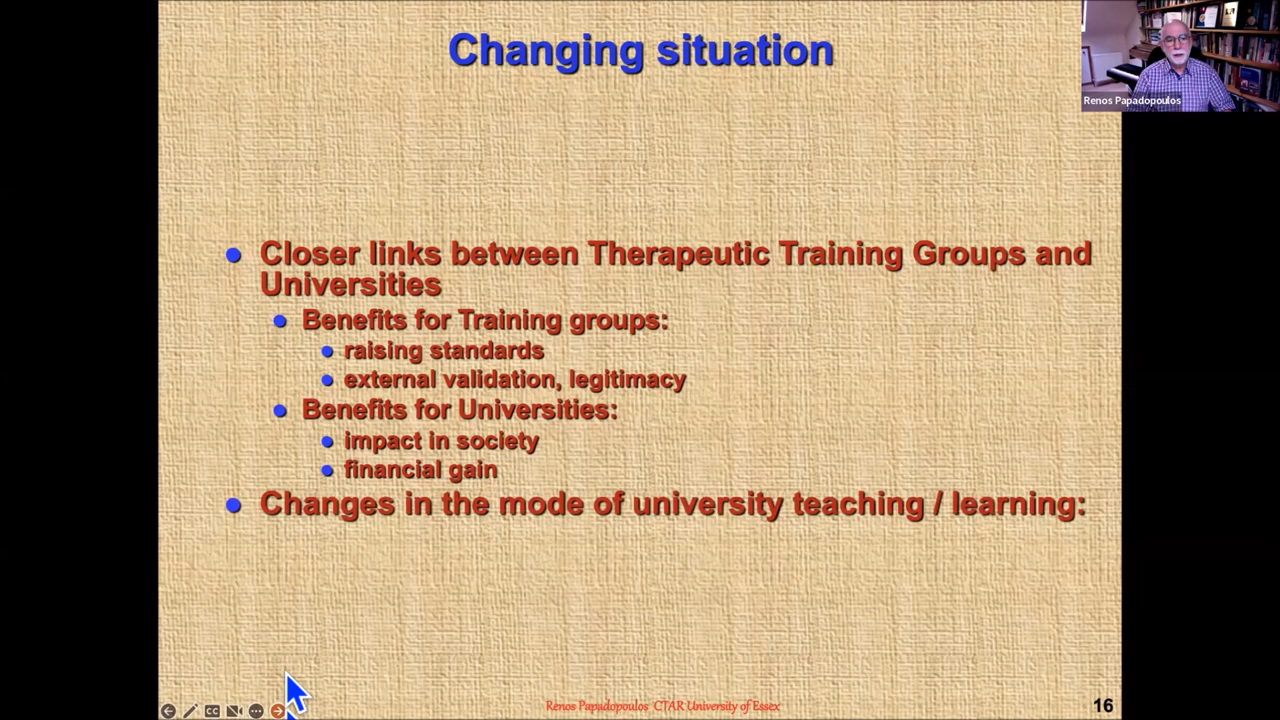 Changing situation
Renos Papadopoulos
Closer links between Therapeutic Training Groups and
Universities
Benefits for Training groups:
raising standards
external validation, legitimacy
Benefits for Universities:
impact in society
financial gain
Changes in the mode of university teaching / learning:
CC
Renos Papadopoulos CTAR University of Essex
16